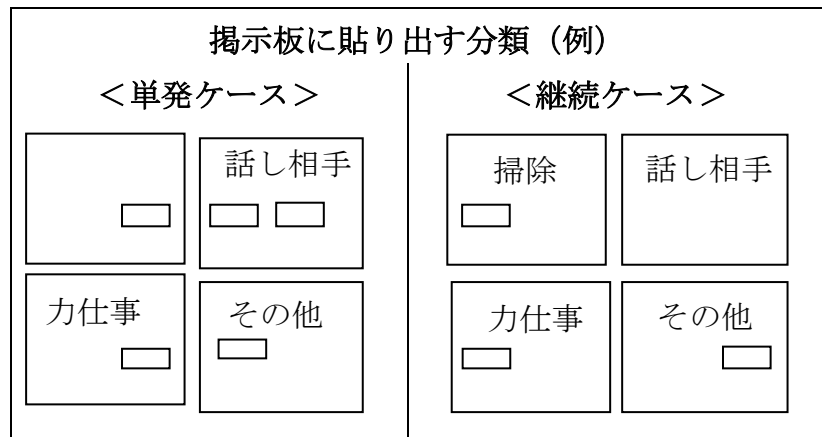 掲示板に貼り出す分類（例）
＜単発ケース＞
話し相手
力仕事
その他
＜継続ケース＞
掃除
話し相手
力仕事
その他